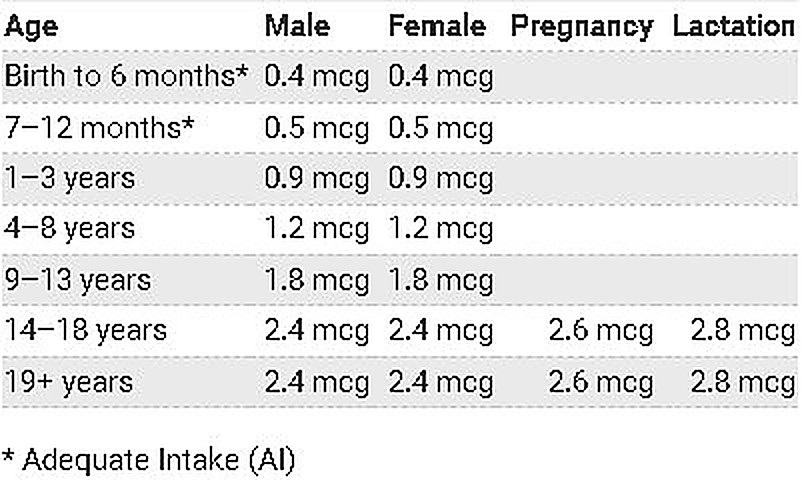 Age Male Female Pregnancy Lactation
Birth to 6 months* 0.4 mcg 0.4 mcg
7–12 months* 0.5 mcg 0.5 mcg
1–3 years 0.9 mcg 0.9 mcg
4–8 years 1.2 mcg 1.2 mcg
9–13 years 1.8 mcg 1.8 mcg
14–18 years 2.4 mcg 2.4 mcg 2.6 mcg 2.8 mcg
19+ years 2.4 mcg 2.4 mcg 2.6 mcg 2.8 mcg
* Adequate Intake (AI)